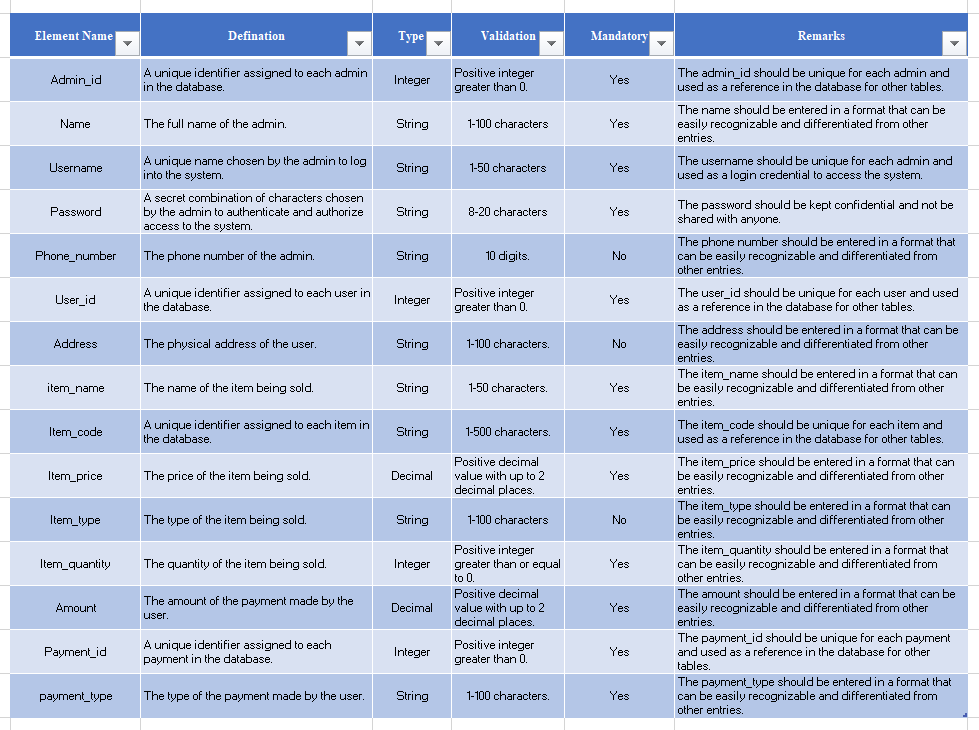 Element Name Defination Type Validation Mandatory Remarks
Admin_id
A unique identifier assigned to each admin
in the database.
Integer
Positive integer
greater than 0.
Yes
The admin_id should be unique for each admin and
used as a reference in the database for other tables.
Name
The full name of the admin.
String
1-100 characters
Yes
The name should be entered in a format that can be
easily recognizable and differentiated from other
entries.
Username
A unique name chosen by the admin to log
into the system.
String
1-50 characters
Yes
The username should be unique for each admin and
used as a login credential to access the system.
Password
A secret combination of characters chosen
by the admin to authenticate and authorize
access to the system.
String
8-20 characters
Yes
The password should be kept confidential and not be
shared with anyone.
Phone_number
The phone number of the admin.
String
10 digits.
No
The phone number should be entered in a format that
can be easily recognizable and differentiated from
other entries.
User_id
A unique identifier assigned to each user in
the database.
Integer
Positive integer
greater than 0.
Yes
The user_id should be unique for each user and used
as a reference in the database for other tables.
Address
The physical address of the user.
String
1-100 characters.
No
The address should be entered in a format that can be
easily recognizable and differentiated from other
entries.
item_name
The name of the item being sold.
String
1-50 characters.
Yes
The item_name should be entered in a format that can
be easily recognizable and differentiated from other
entries.
Item_code
A unique identifier assigned to each item in
the database.
String
1-500 characters.
Yes
The item_code should be unique for each item and
used as a reference in the database for other tables.
Item_price
The price of the item being sold.
Decimal
Positive decimal
value with up to 2
decimal places.
Yes
The item_price should be entered in a format that can
be easily recognizable and differentiated from other
entries.
Item_type
The type of the item being sold.
String
1-100 characters
No
The item_type should be entered in a format that can
be easily recognizable and differentiated from other
entries.
Item_quantity
The quantity of the item being sold.
Integer
Positive integer
greater than or equal
to 0.
Yes
The item_quantity should be entered in a format that
can be easily recognizable and differentiated from
other entries.
Amount
The amount of the payment made by the
user.
Decimal
Positive decimal
value with up to 2
decimal places.
Yes
The amount should be entered in a format that can be
easily recognizable and differentiated from other
entries.
Payment_id
A unique identifier assigned to each
payment in the database.
Integer
Positive integer
greater than 0.
Yes
The payment_id should be unique for each payment
and used as a reference in the database for other
tables.
payment_type
The type of the payment made by the user.
String
1-100 characters.
Yes
The payment_type should be entered in a format that
can be easily recognizable and differentiated from
other entries.